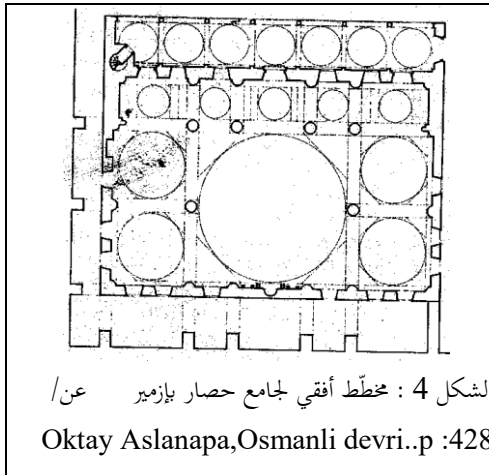 لشكل 4 : مخطّط أفقي لجامع حصار بإزمير عن/
Oktay Aslanapa,Osmanli devri..p :428